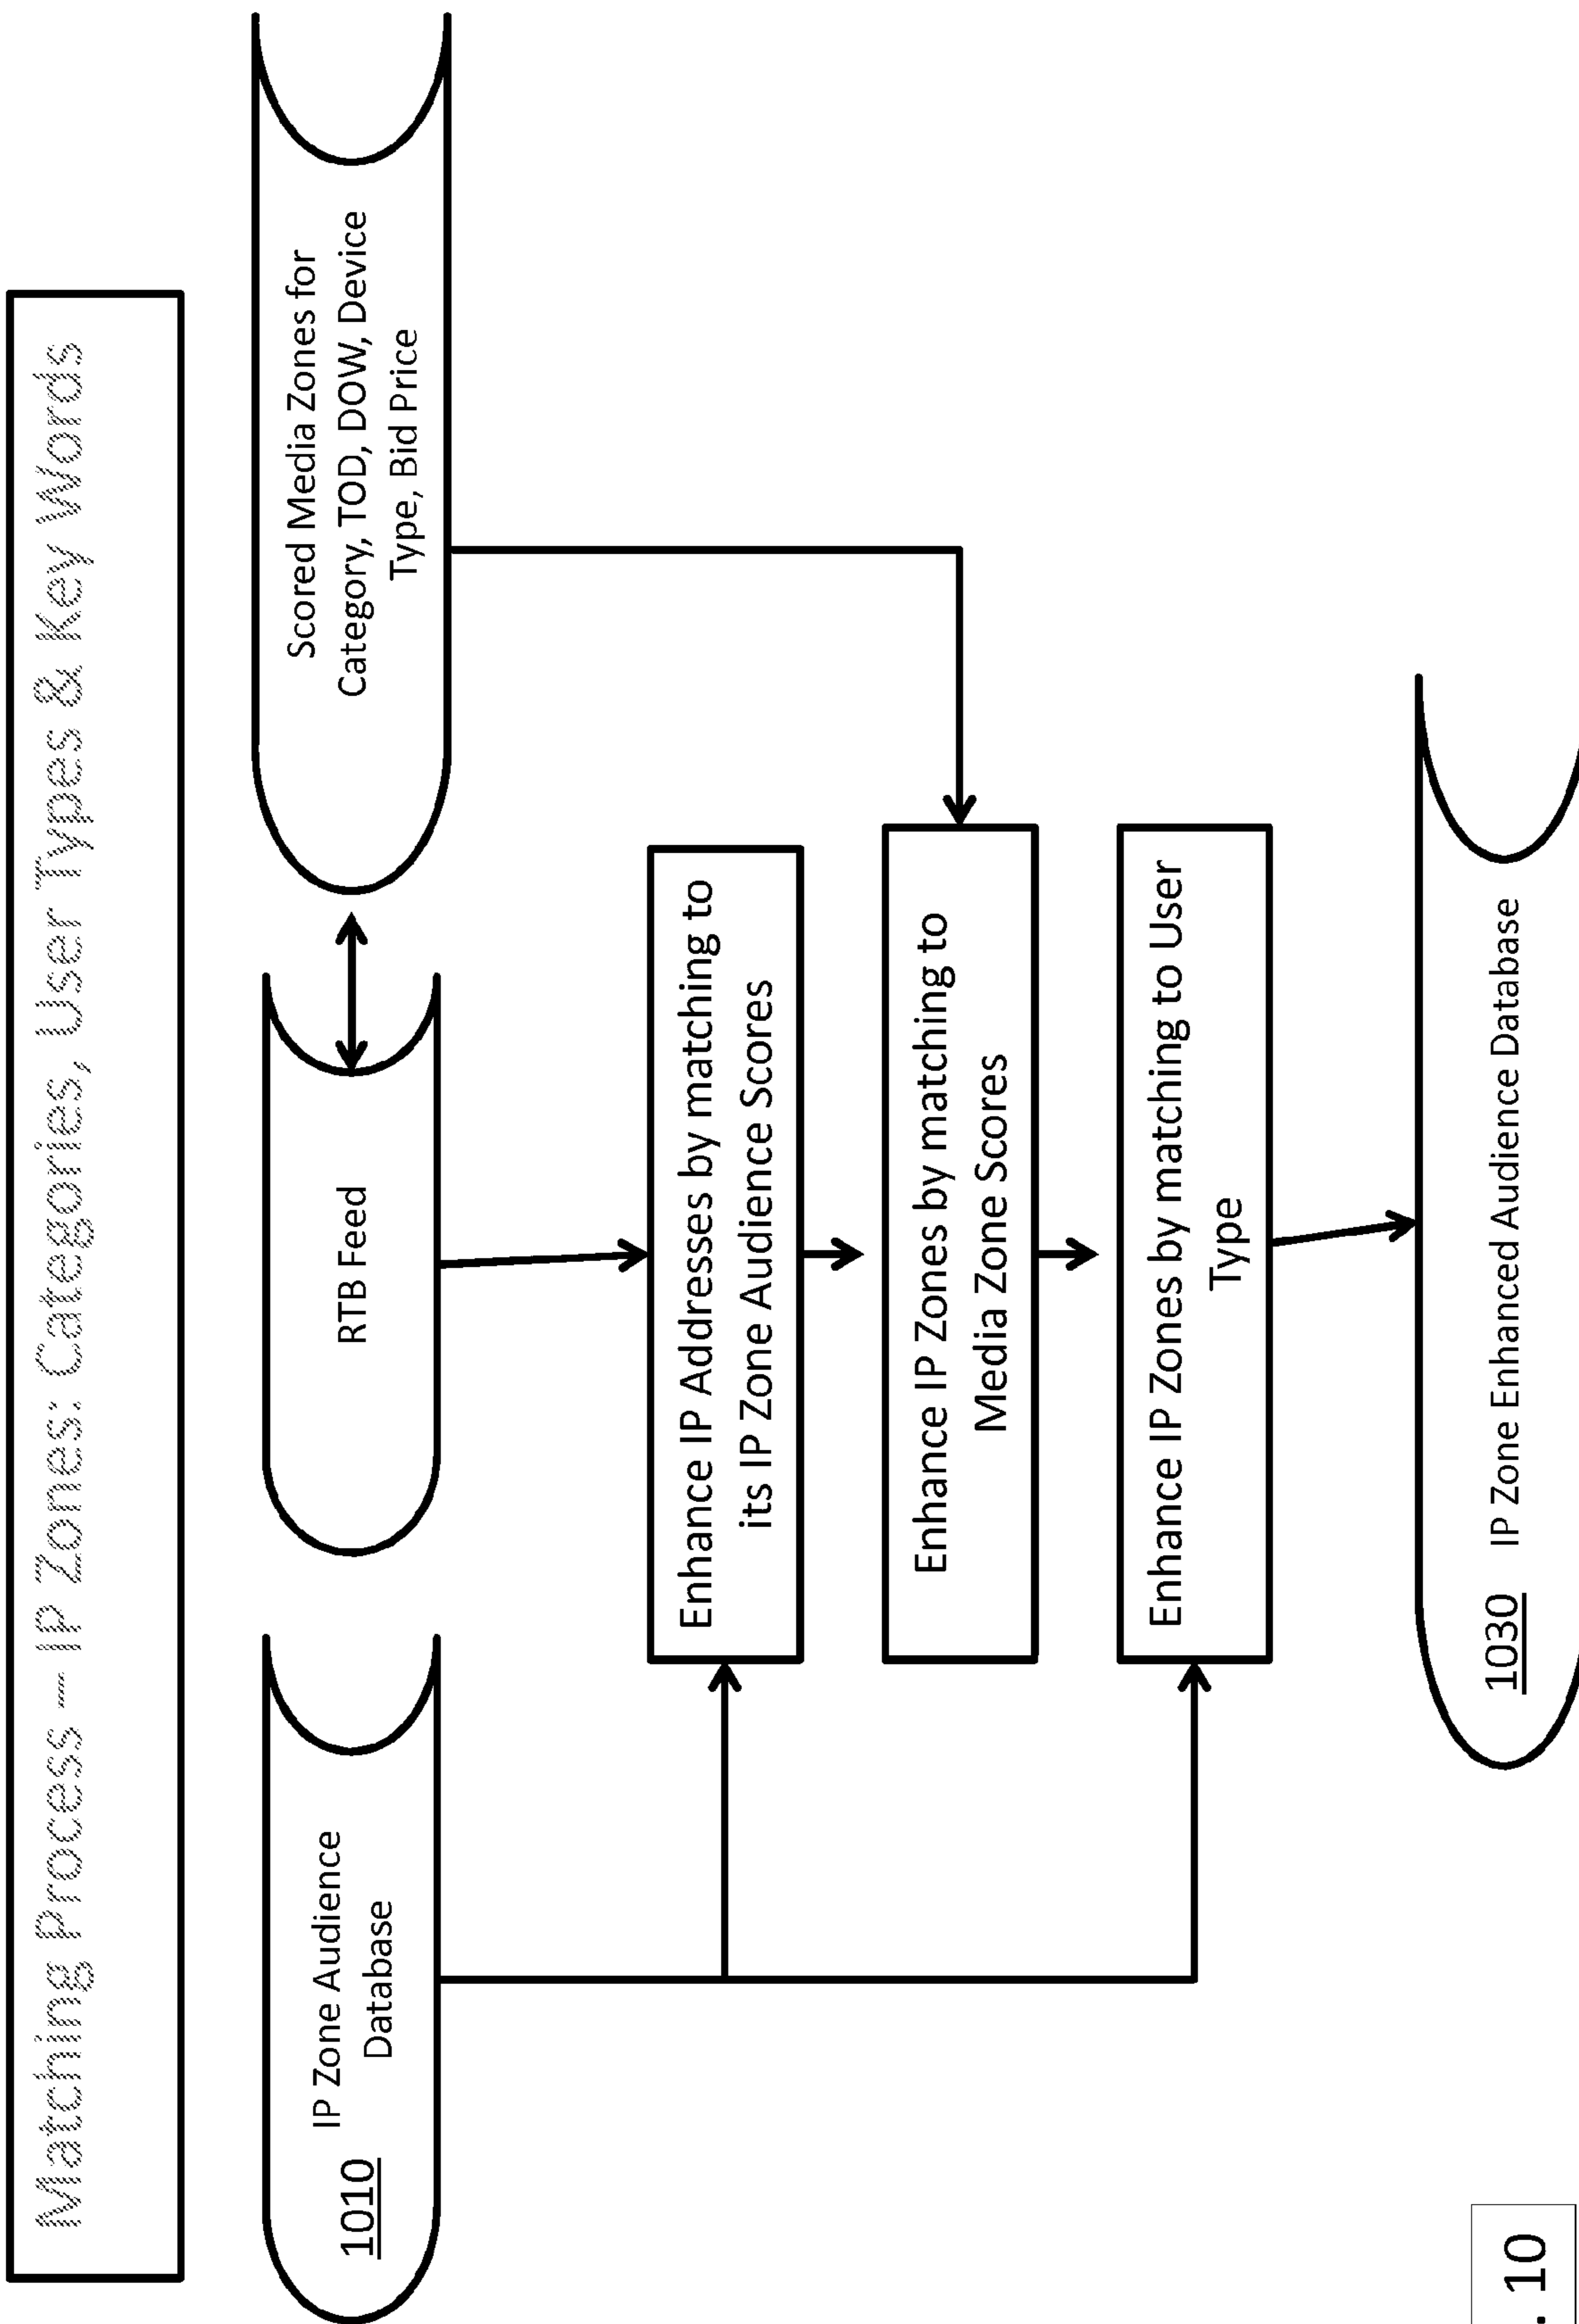 Matching Process – IP Zones: Categories, User Types & Key Words
IP Zone Audience
Database
1010
RTB Feed
Scored Media Zones for
Category, TOD, DOW, Device
Type, Bid Price
Enhance IP Addresses by matching to
its IP Zone Audience Scores
Enhance IP Zones by matching to
Media Zone Scores
Enhance IP Zones by matching to User
Type
1030
IP Zone Enhanced Audience Database
. 10